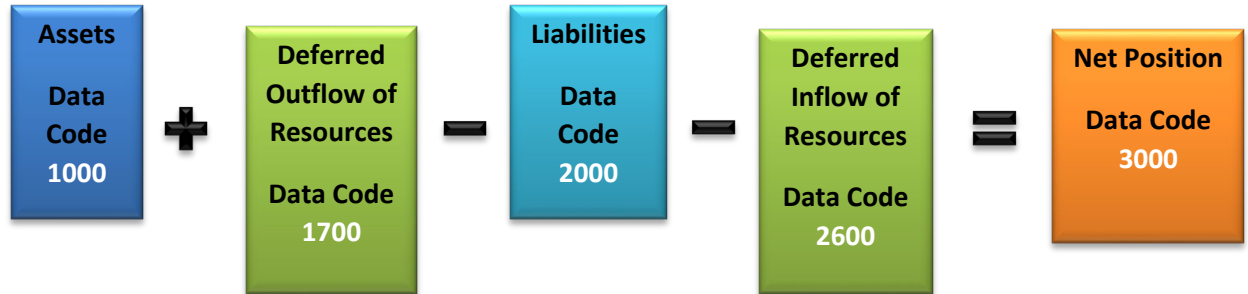 Assets
Data
Code
1000
Deferred
Outflow of
Resources
Data Code
1700
Liabilities
Data
Code
2000
Deferred
Inflow of
Resources
Data Code
2600
Net Position
Data Code
3000